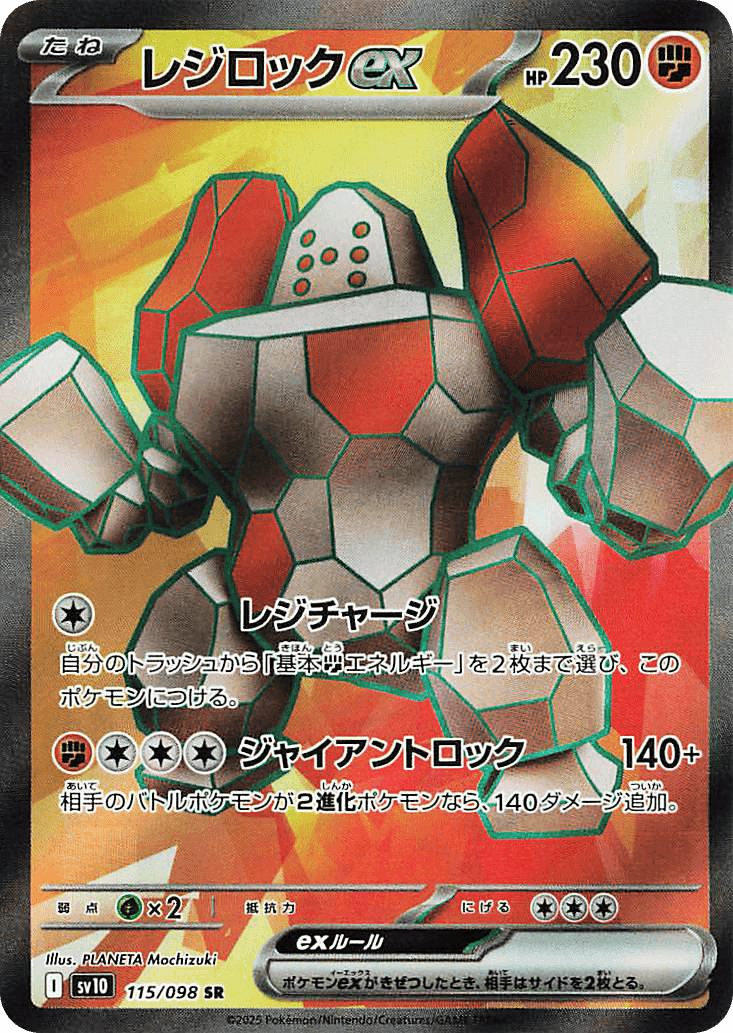 たね
レジロックex
HP230
レジチャージ
自分のトラッシュから「基本エネルギー」を2枚まで選び、この
ポケモンにつける。
ジャイアントロック 140+
相手のバトルポケモンが2進化ポケモンなら、140ダメージ追加。
弱点 ×2 抵抗力 にげる
Illus. PLANETA Mochizuki
exルール
ポケモンexがきぜつしたとき、相手はサイドを2枚とる。
I sv10 115/098 SR
©2025 Pokémon/Nintendo/Creatures/GAME FREAK